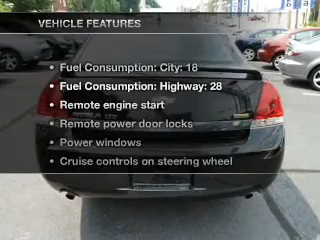 VEHICLE FEATURES
Fuel Consumption: City: 18
Fuel Consumption: Highway: 28
Remote engine start
Remote power door locks
Power windows
Cruise controls on steering wheel